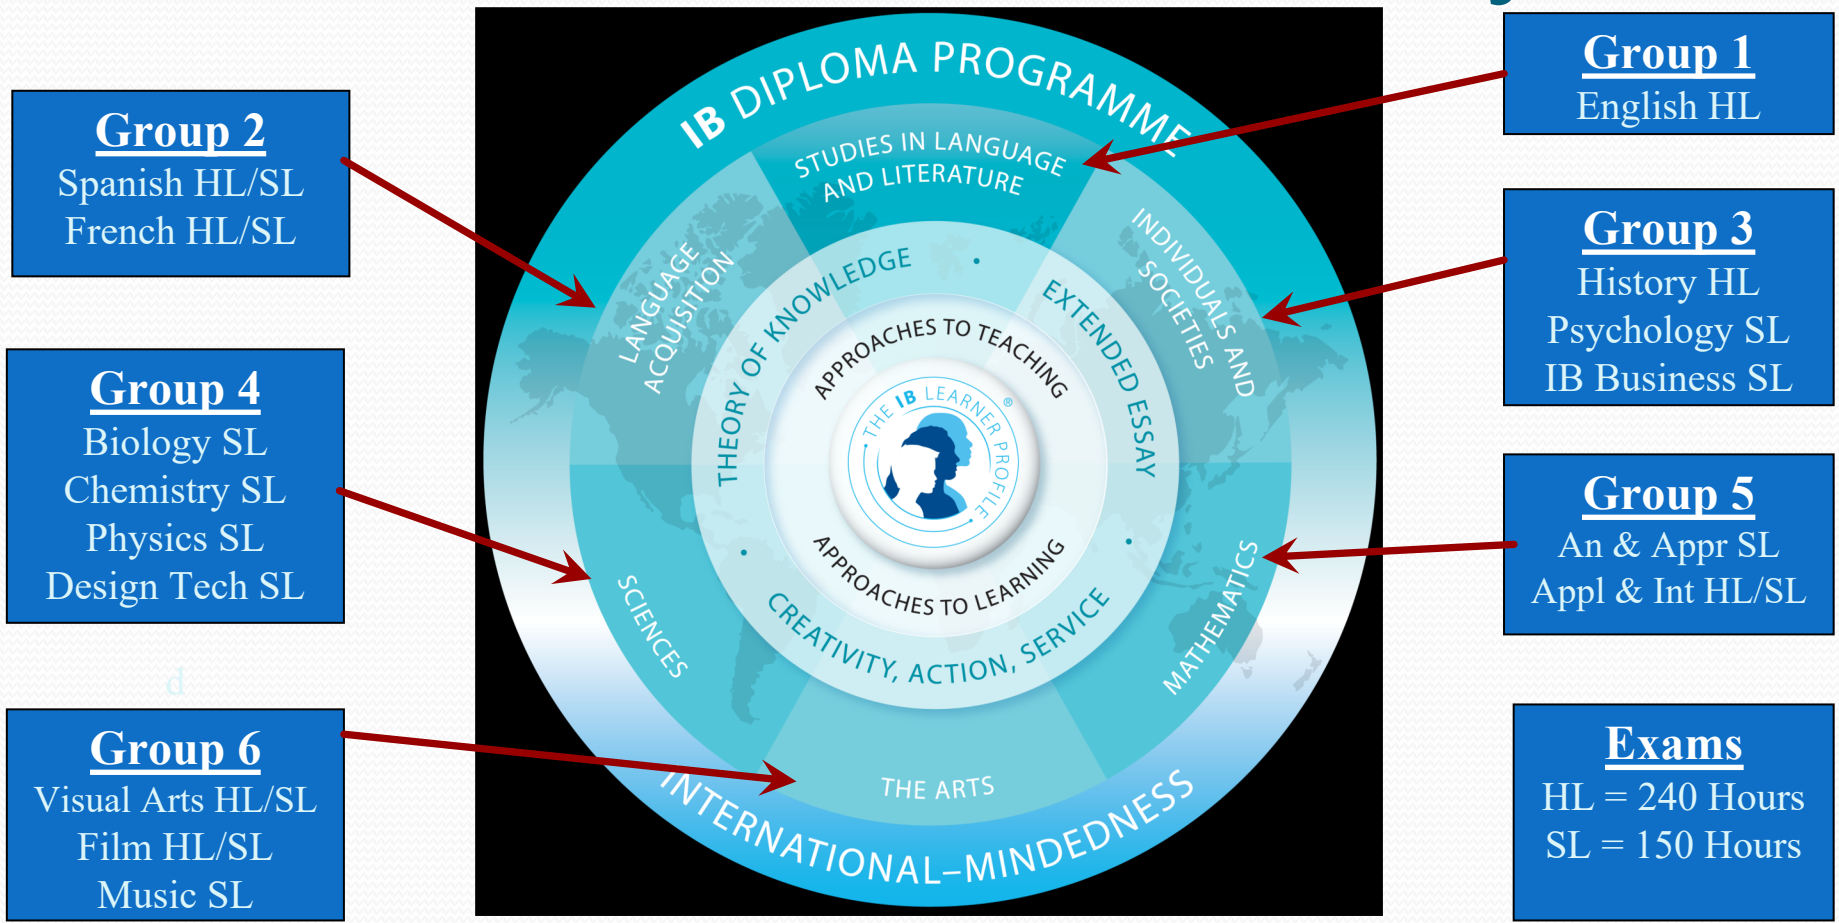 Group 1
English HL
Group 2
Spanish HL/SL
French HL/SL
Group 3
History HL
Psychology SL
IB Business SL
Group 4
Biology SL
Chemistry SL
Physics SL
Design Tech SL
Group 5
An & Appr SL
Appl & Int HL/SL
d
Group 6
Visual Arts HL/SL
Film HL/SL
Music SL
Exams
HL = 240 Hours
SL = 150 Hours
IB DIPLOMA PROGRAMME
STUDIES IN LANGUAGE
AND LITERATURE
LANGUAGE
ACQUISITION
INDIVIDUALS AND
SOCIETIES
THEORY OF KNOWLEDGE
EXTENDED ESSAY
APPROACHES TO TEACHING
THE IB LEARNER PROFILE ®
APPROACHES TO LEARNING
CREATIVITY, ACTION, SERVICE
SCIENCES
MATHEMATICS
THE ARTS
INTERNATIONAL–MINDEDNESS